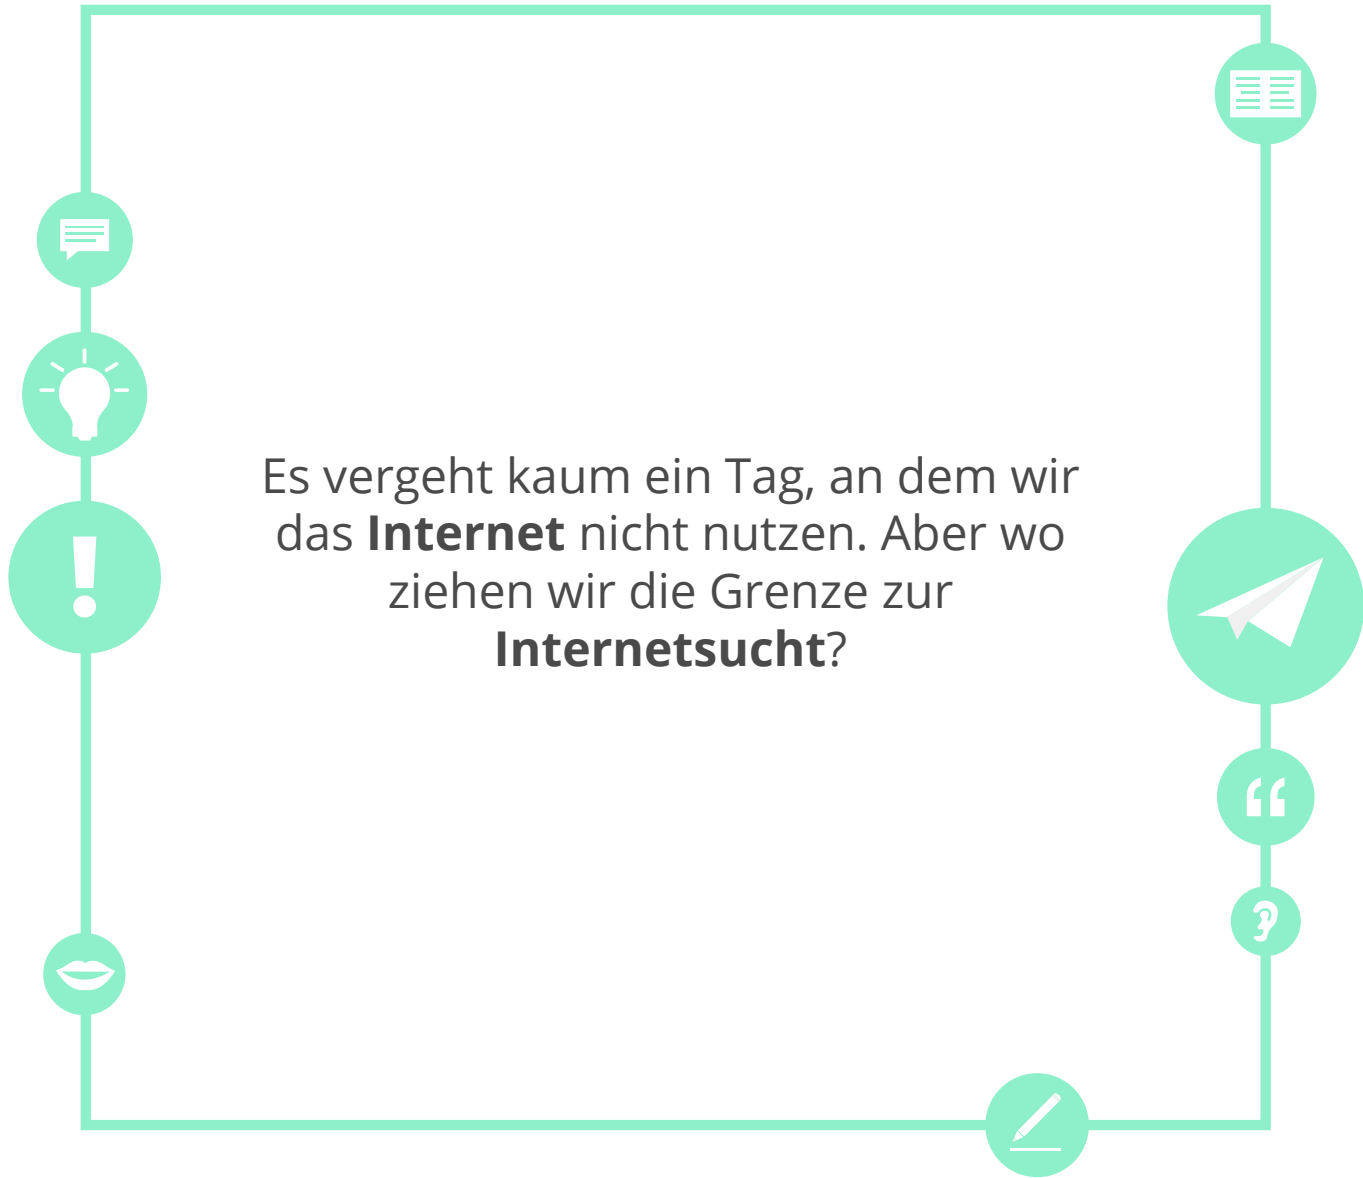 Es vergeht kaum ein Tag, an dem wir
das Internet nicht nutzen. Aber wo
ziehen wir die Grenze zur
Internetsucht?